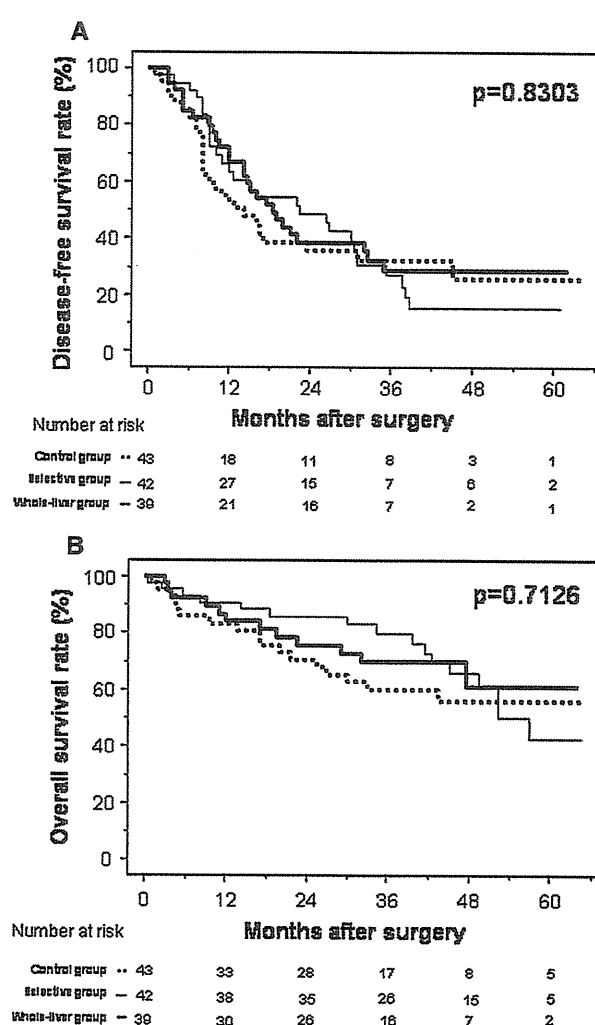 A
Disease-free survival rate (%)
100
80
60
40
20
0
p=0.8303
0 12 24 36 48 60
Months after surgery
Number at risk
Control group 43 18 11 8 3 1
Selective group 42 27 15 7 6 2
Whole-liver group 39 21 16 7 2 1
B
Overall survival rate (%)
100
80
60
40
20
0
p=0.7126
0 12 24 36 48 60
Months after surgery
Number at risk
Control group 43 33 28 17 8 5
Selective group 42 38 35 26 15 5
Whole-liver group 39 30 26 16 7 2